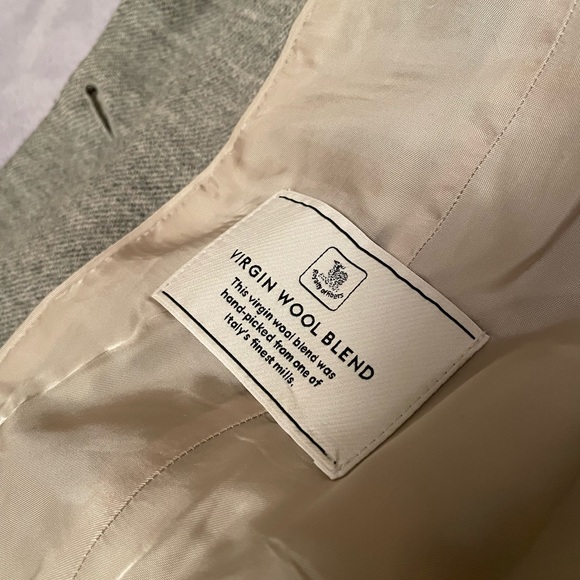 VIRGIN WOOL BLEND
This virgin wool blend was
hand-picked from one of
Italy's finest mills.